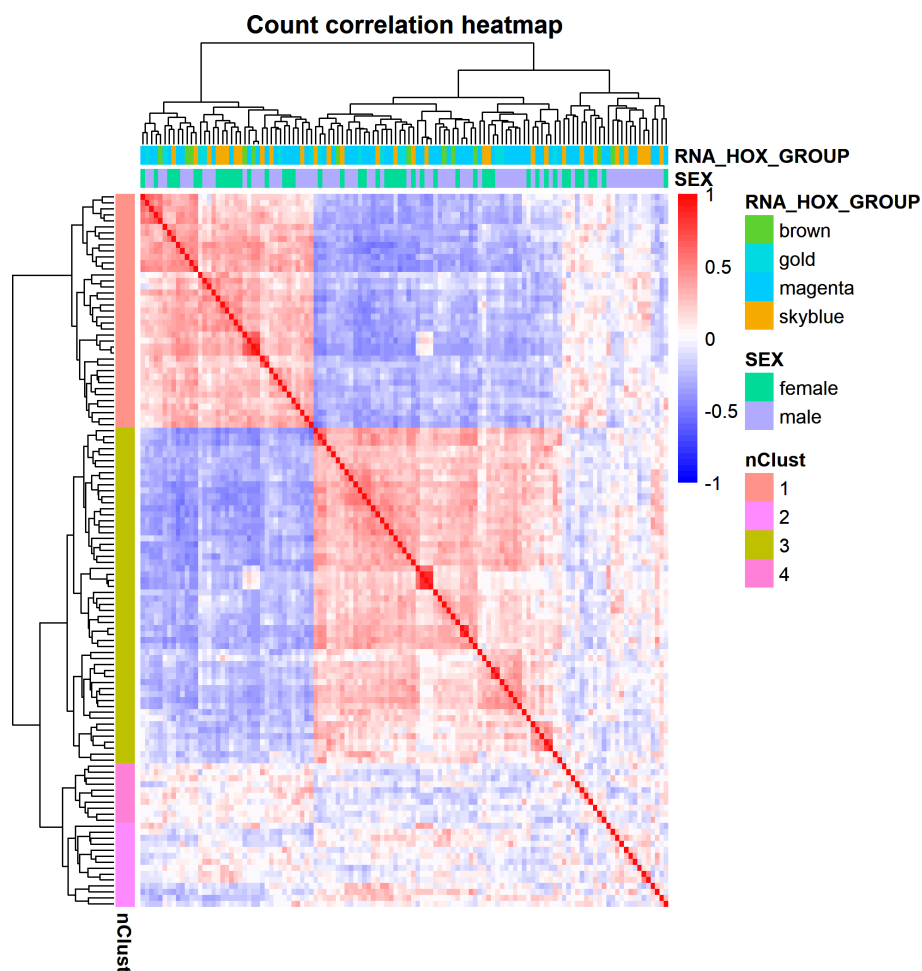 Count correlation heatmap
RNA_HOX_GROUP
SEX
1
0.5
0
-0.5
-1
RNA_HOX_GROUP
brown
gold
magenta
skyblue
SEX
female
male
nClust
1
2
3
4
nClust